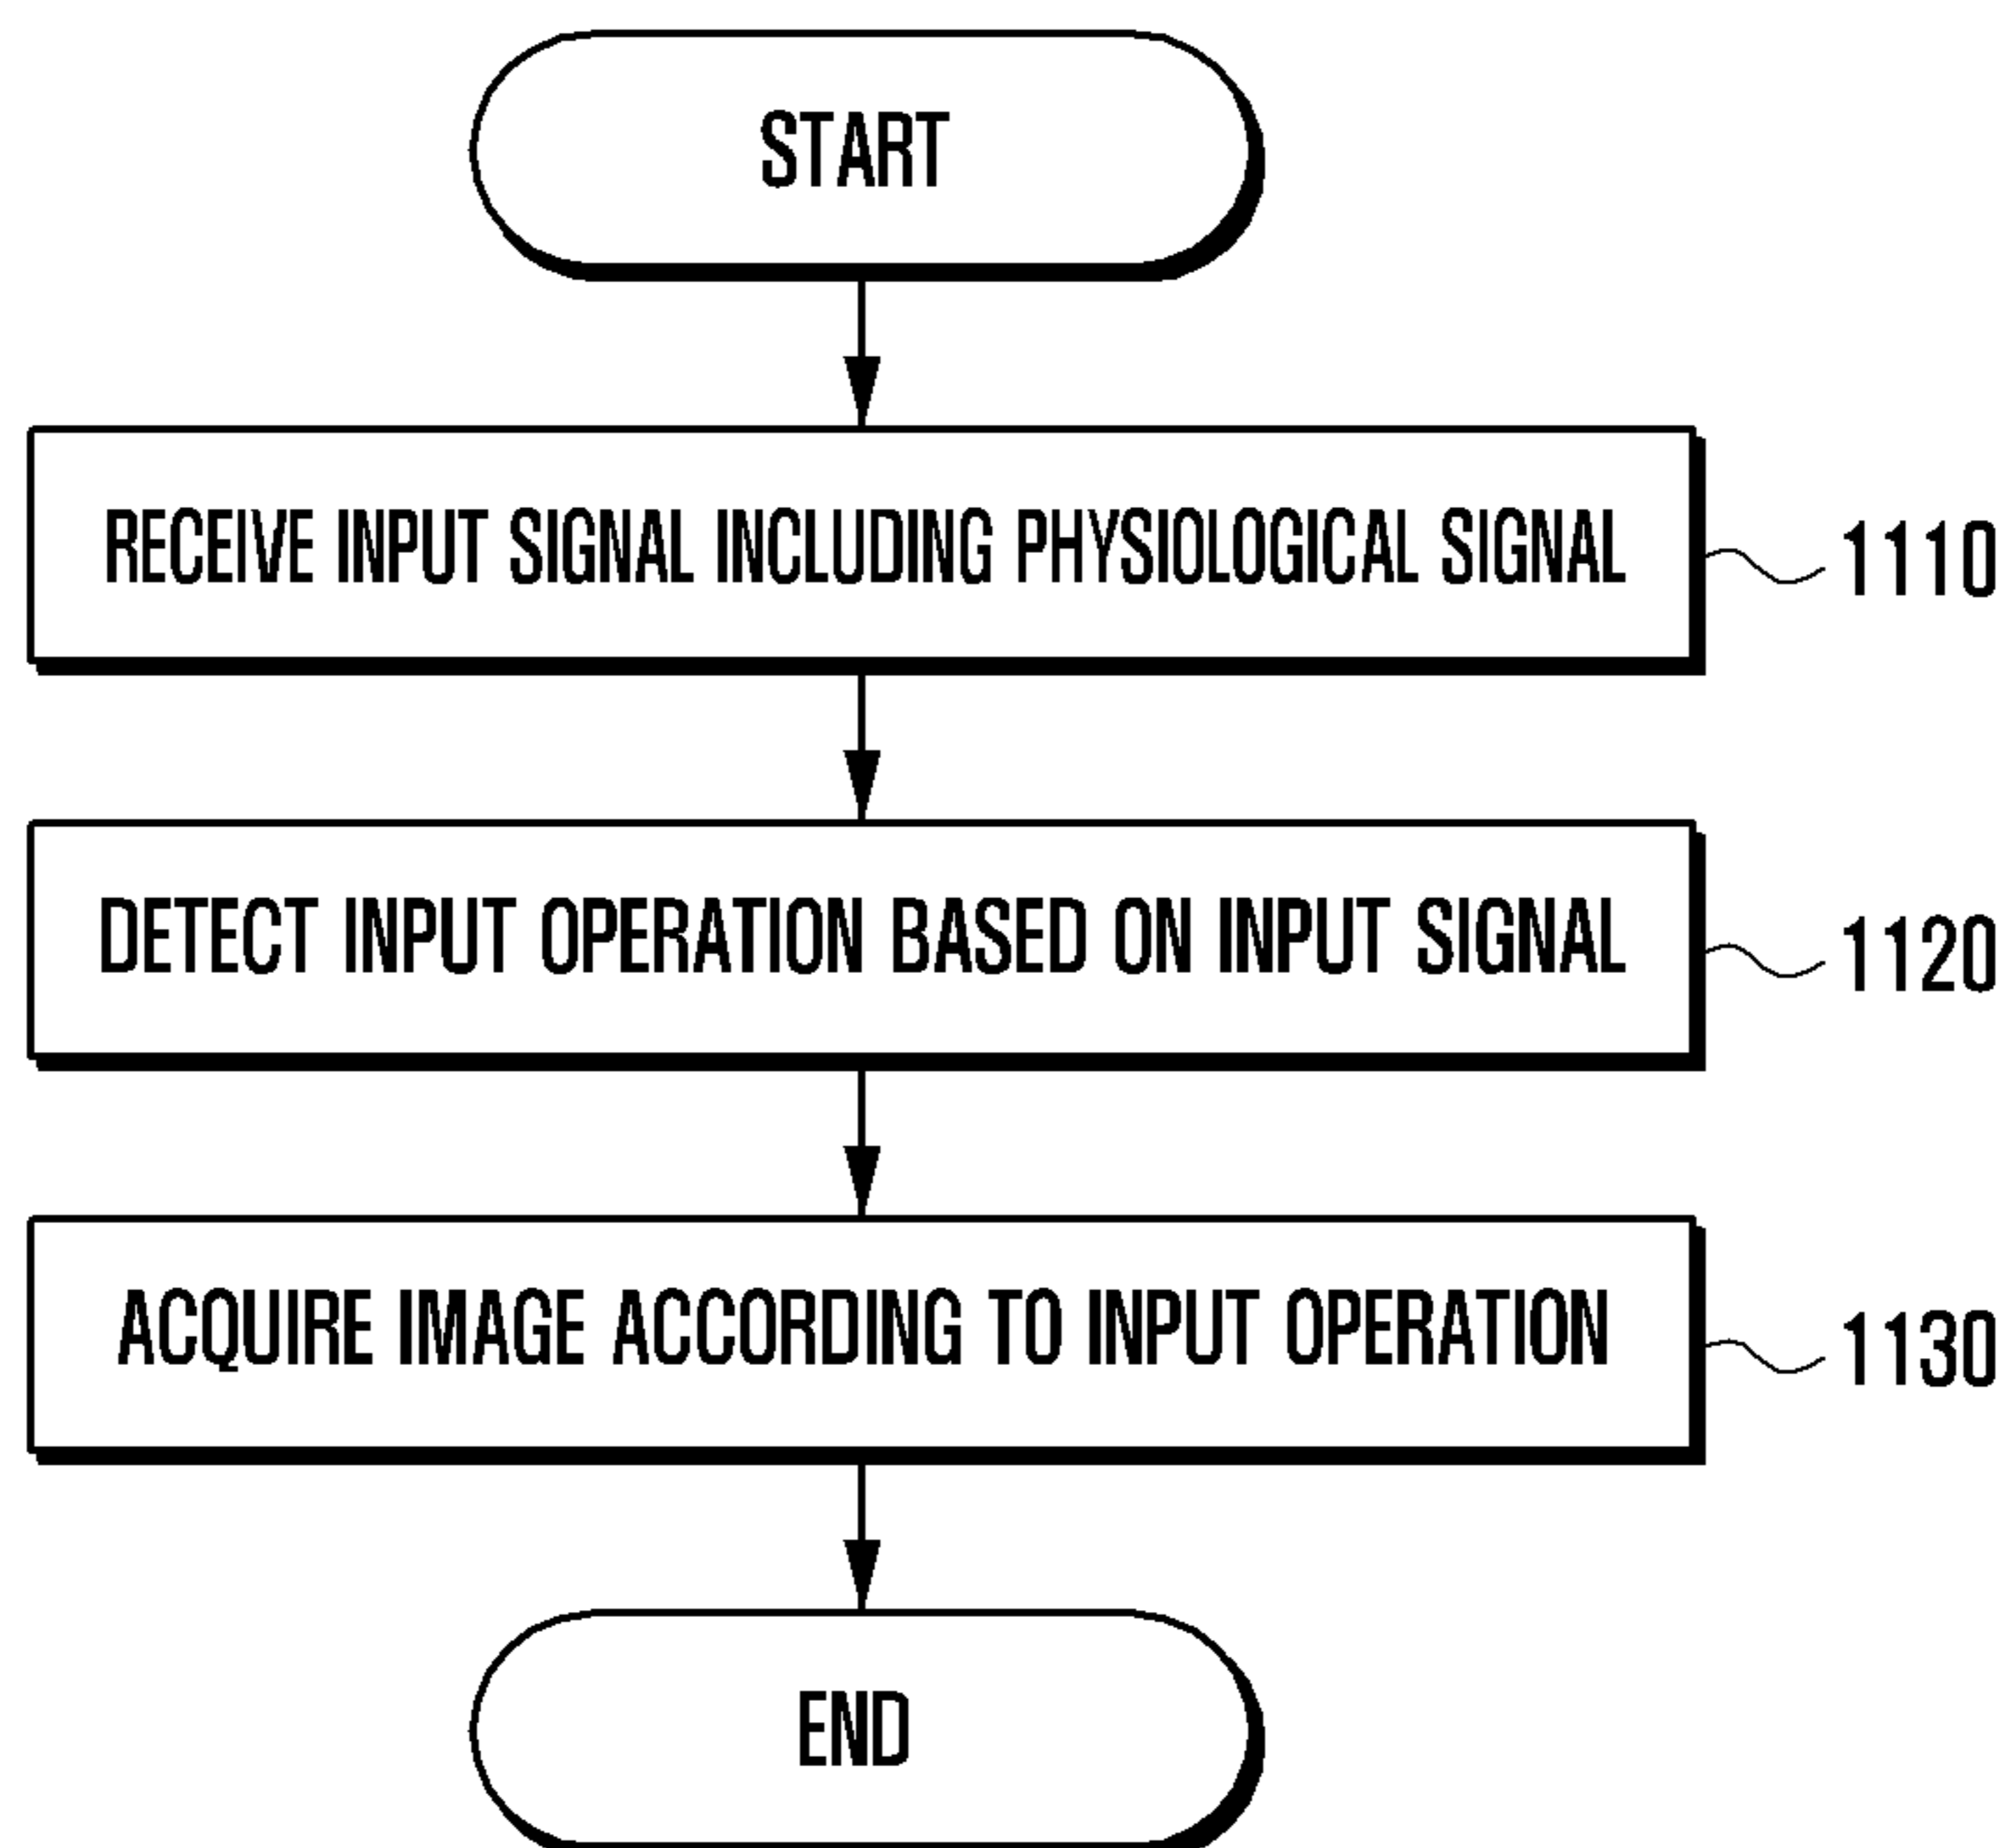 START
RECEIVE INPUT SIGNAL INCLUDING PHYSIOLOGICAL SIGNAL
1110
DETECT INPUT OPERATION BASED ON INPUT SIGNAL
1120
ACQUIRE IMAGE ACCORDING TO INPUT OPERATION
1130
END